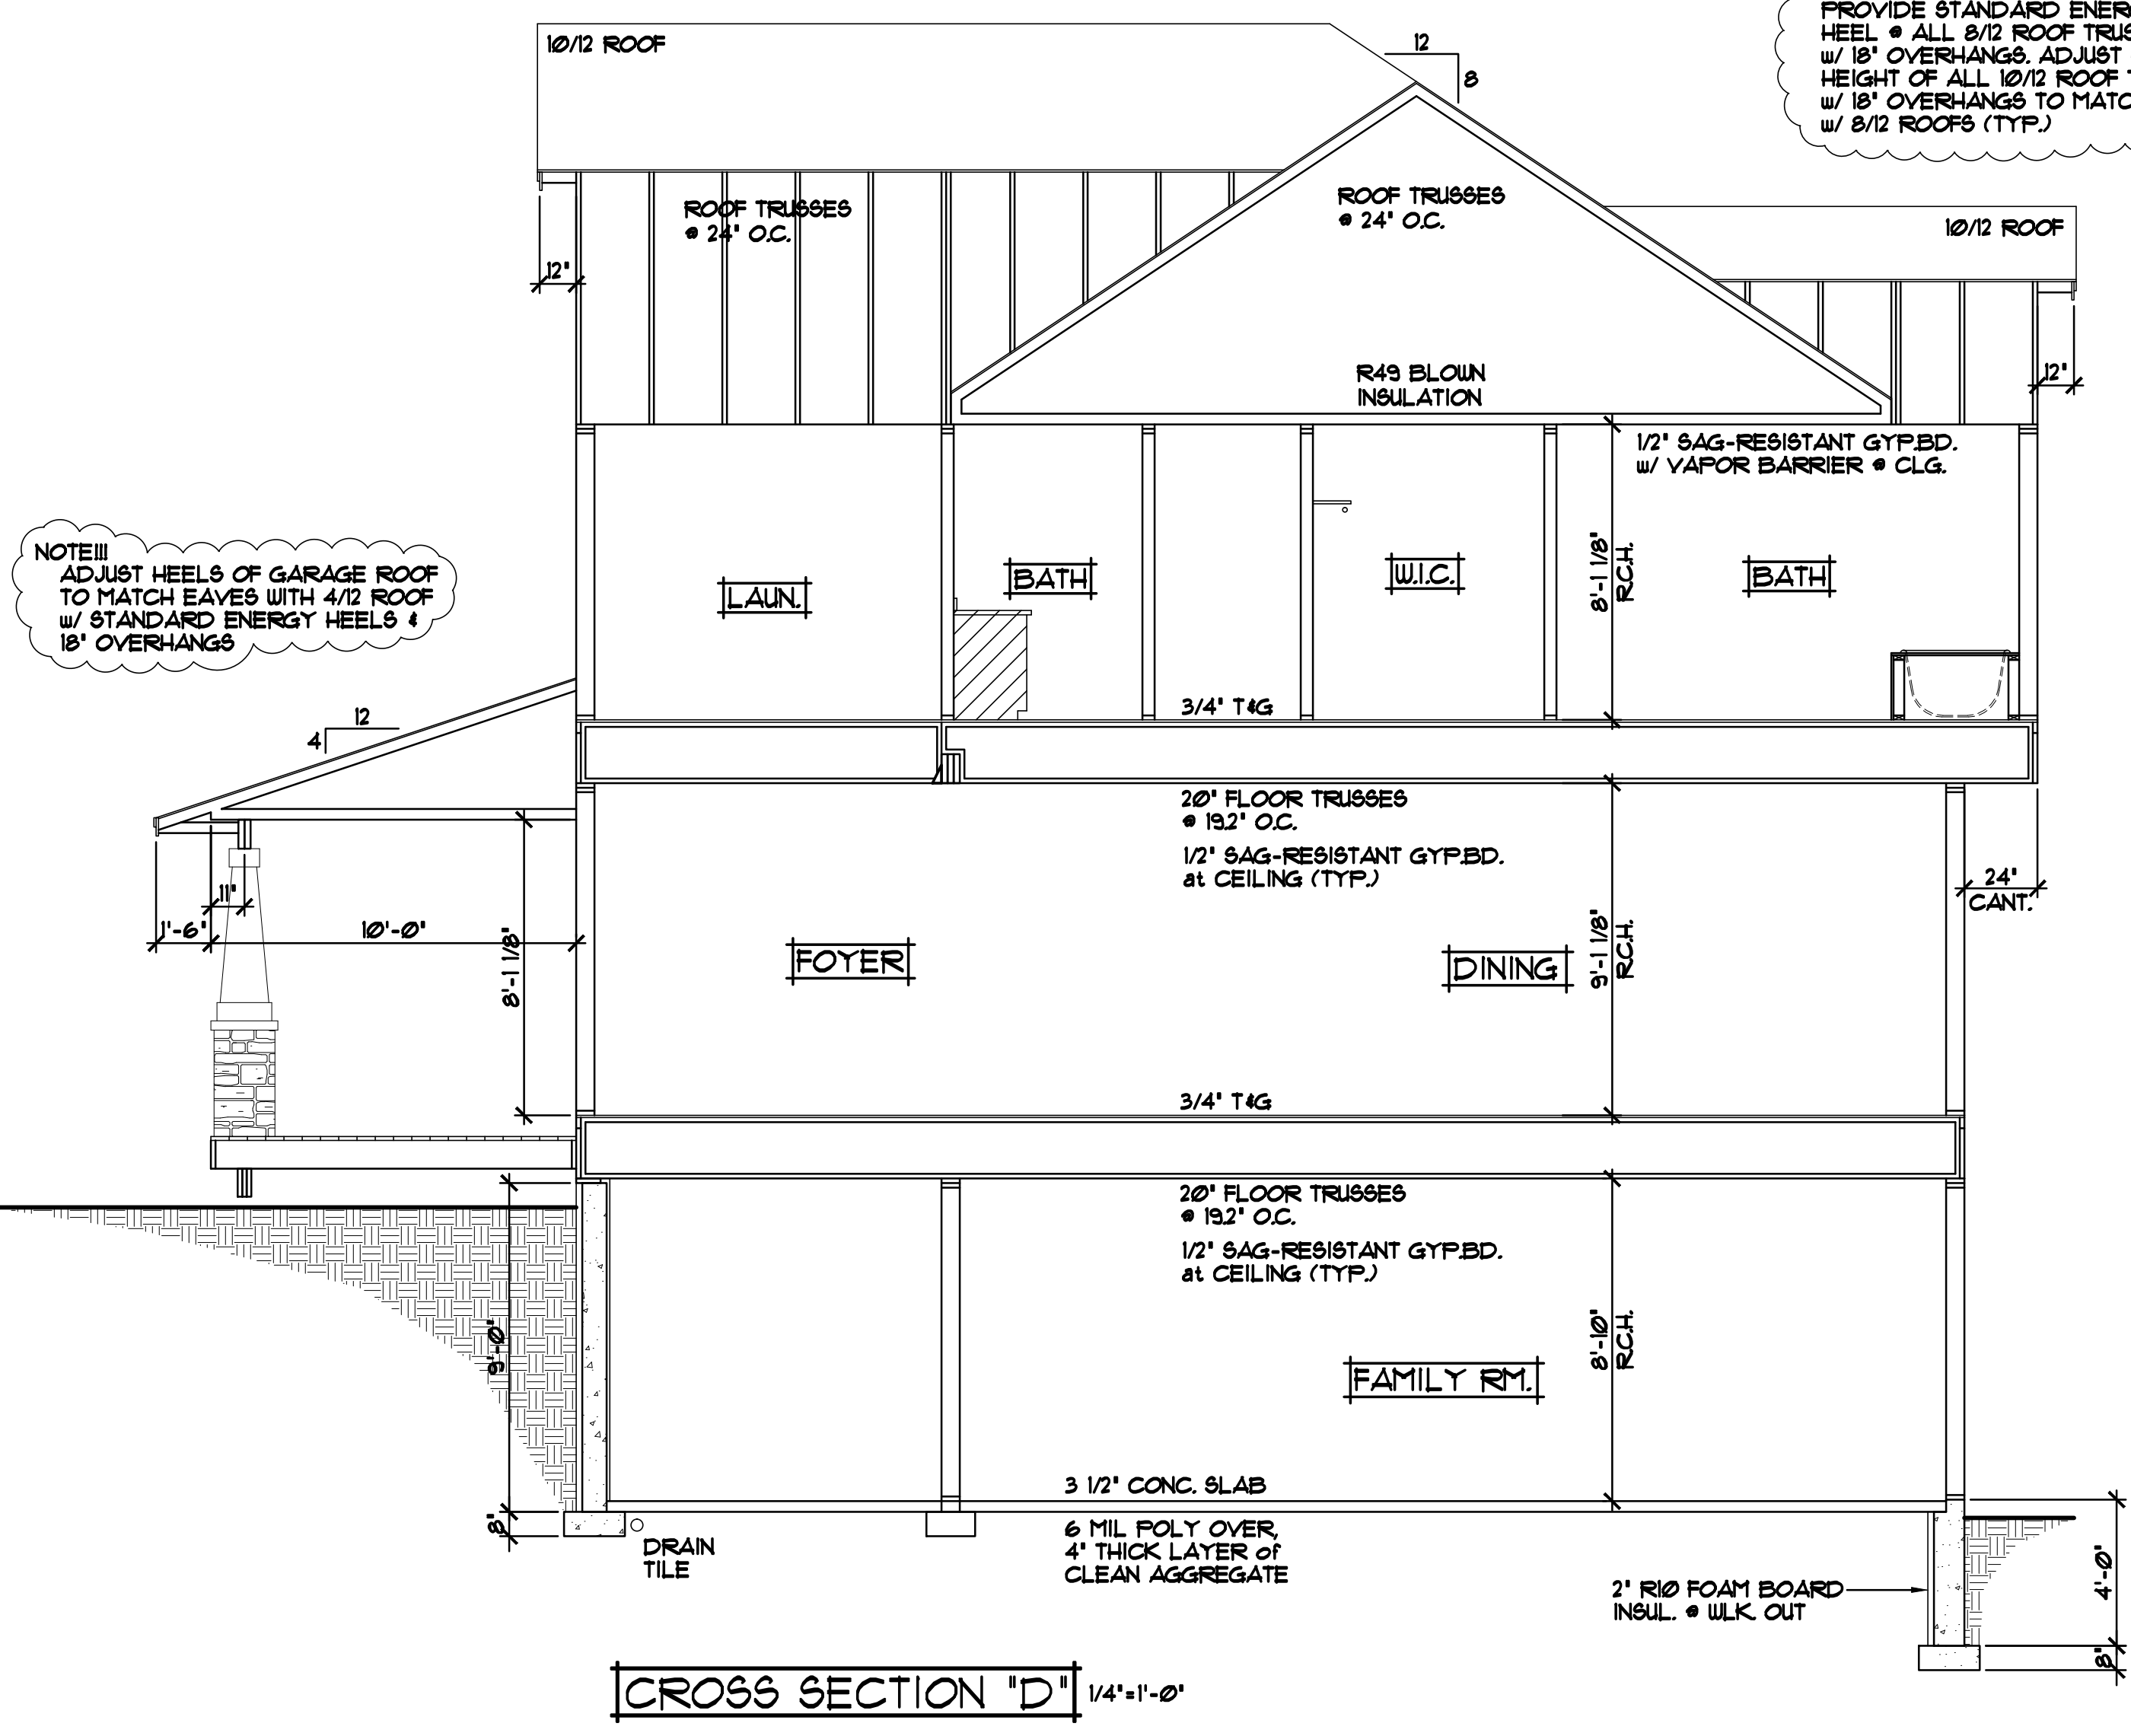 10/12 ROOF
12
8
PROVIDE STANDARD
HEEL @ ALL 8/12 ROOF
w/ 18" OVERHANGS. ADJUST
HEIGHT OF ALL 10/12 ROOF
w/ 18" OVERHANGS TO
w/ 8/12 ROOFS (TYP.)
ROOF TRUSSES
@ 24" O.C.
ROOF TRUSSES
@ 24" O.C.
10/12 ROOF
12"
12"
R49 BLOWN
INSULATION
1/2" SAG-RESISTANT GYP.BD.
w/ VAPOR BARRIER @ CLG.
NOTE!!!
ADJUST HEELS OF GARAGE ROOF
TO MATCH EAVES WITH 4/12 ROOF
w/ STANDARD ENERGY HEELS &
18" OVERHANGS
LAUN.
BATH
W.I.C.
8'-1 1/8"
R.C.H.
BATH
3/4" T&G
12
4
20" FLOOR TRUSSES
@ 19.2" O.C.
1/2" SAG-RESISTANT GYP.BD.
at CEILING (TYP.)
24"
CANT.
11"
1'-6"
10'-0"
8'-1 1/8"
FOYER
DINING
9'-1 1/8"
R.C.H.
3/4" T&G
20" FLOOR TRUSSES
@ 19.2" O.C.
1/2" SAG-RESISTANT GYP.BD.
at CEILING (TYP.)
9'-0"
FAMILY RM.
8'-10"
R.C.H.
3 1/2" CONC. SLAB
8"
DRAIN
TILE
6 MIL POLY OVER,
4" THICK LAYER of
CLEAN AGGREGATE
2" R10 FOAM BOARD
INSUL. @ WLK. OUT
4'-0"
8"
CROSS SECTION "D"
1/4"=1'-0"